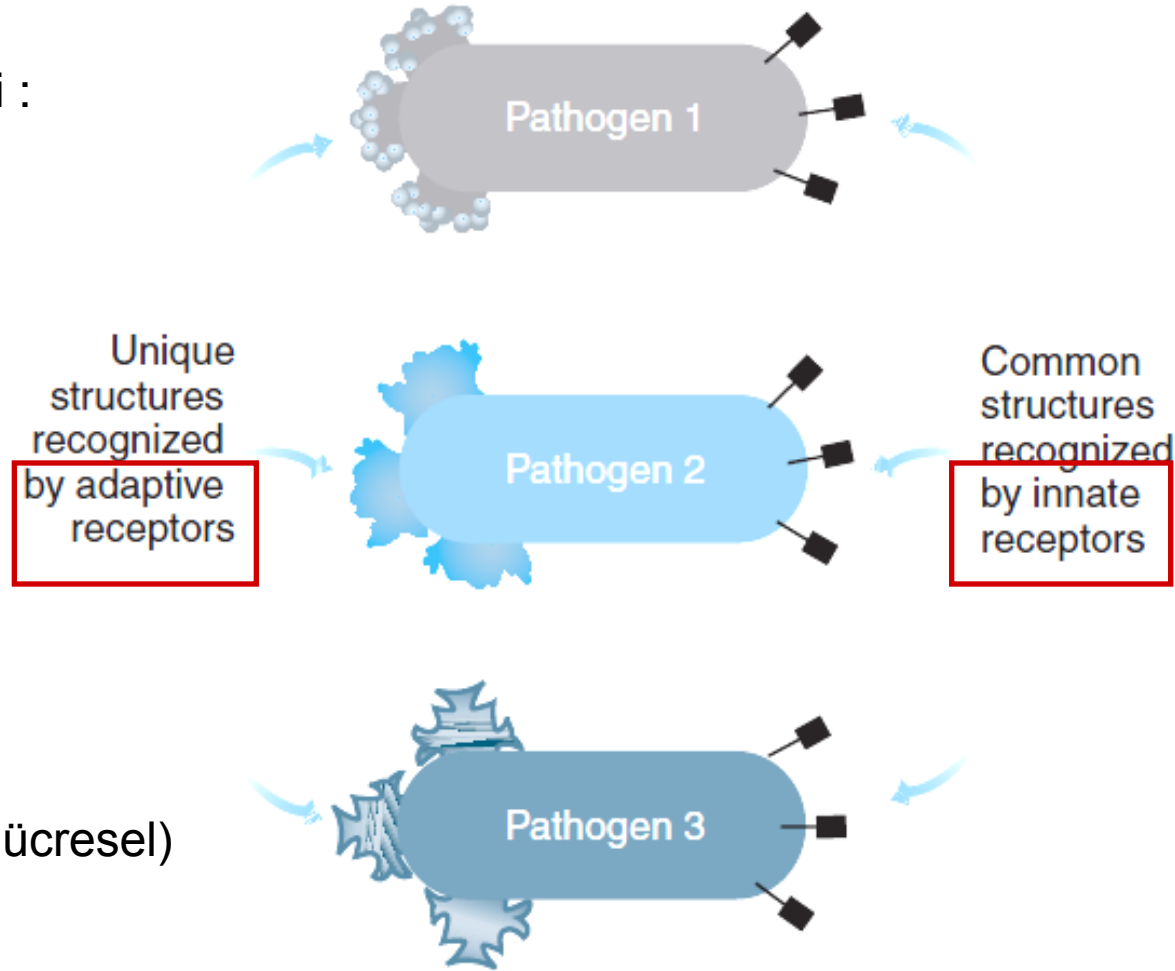 i :
Pathogen 1
Unique
structures
recognized
by adaptive
receptors
Pathogen 2
Common
structures
recognized
by innate
receptors
Pathogen 3
ücresel)